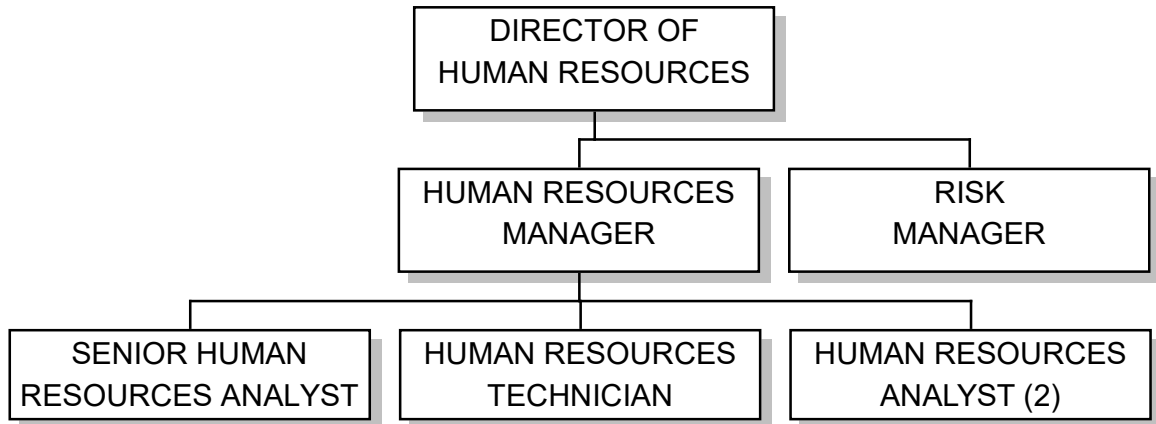 DIRECTOR OF
HUMAN RESOURCES
HUMAN RESOURCES
MANAGER
RISK
MANAGER
SENIOR HUMAN
RESOURCES ANALYST
HUMAN RESOURCES
TECHNICIAN
HUMAN RESOURCES
ANALYST (2)